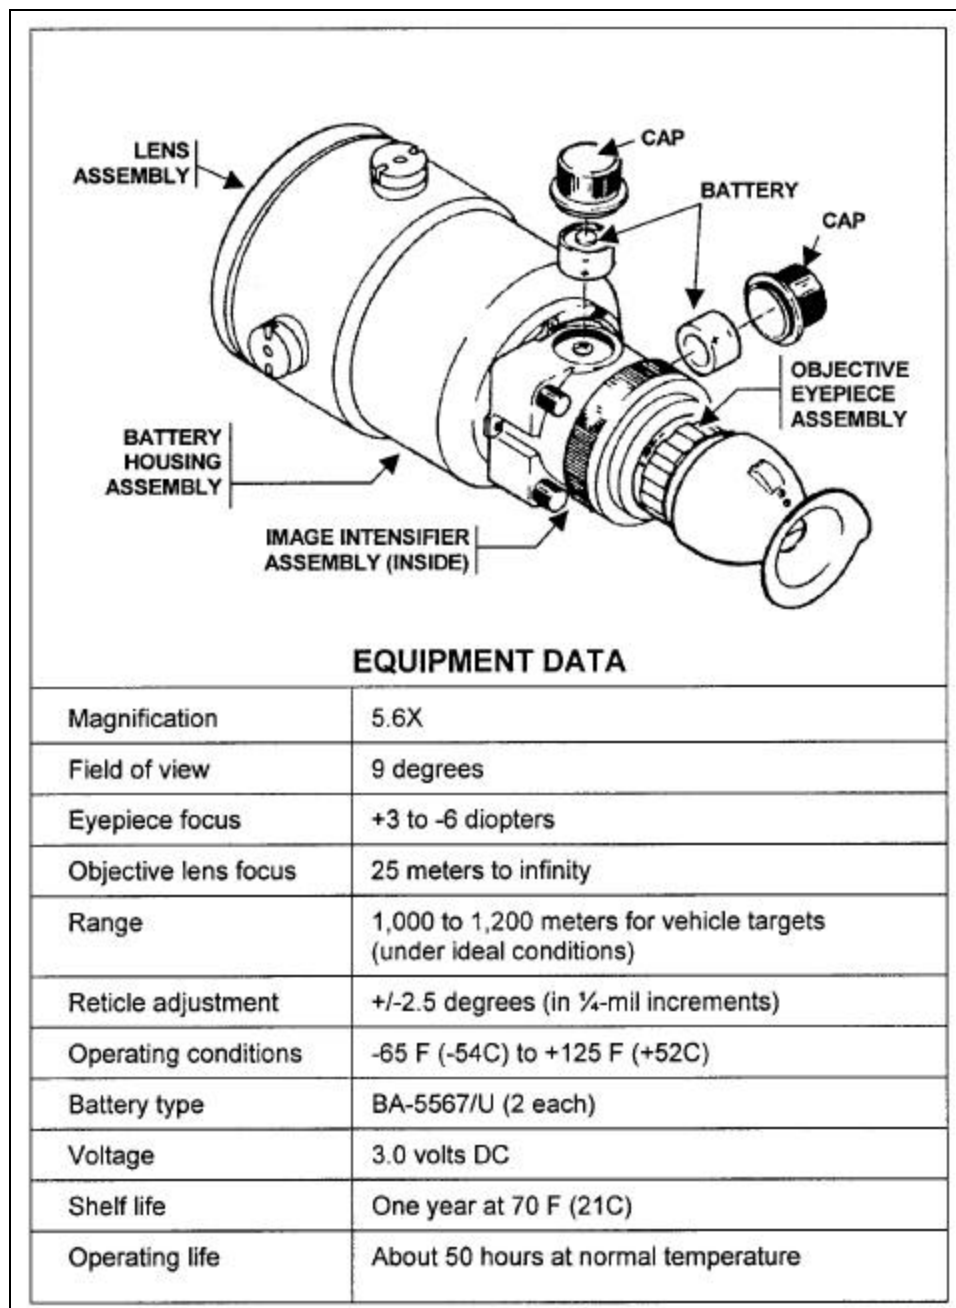 LENS
ASSEMBLY
CAP
BATTERY
CAP
OBJECTIVE
EYEPIECE
ASSEMBLY
BATTERY
HOUSING
ASSEMBLY
IMAGE INTENSIFIER
ASSEMBLY (INSIDE)
EQUIPMENT DATA
Magnification 5.6X
Field of view 9 degrees
Eyepiece focus +3 to -6 diopters
Objective lens focus 25 meters to infinity
Range 1,000 to 1,200 meters for vehicle targets
(under ideal conditions)
Reticle adjustment +/-2.5 degrees (in ¼-mil increments)
Operating conditions -65 F (-54C) to +125 F (+52C)
Battery type BA-5567/U (2 each)
Voltage 3.0 volts DC
Shelf life One year at 70 F (21C)
Operating life About 50 hours at normal temperature